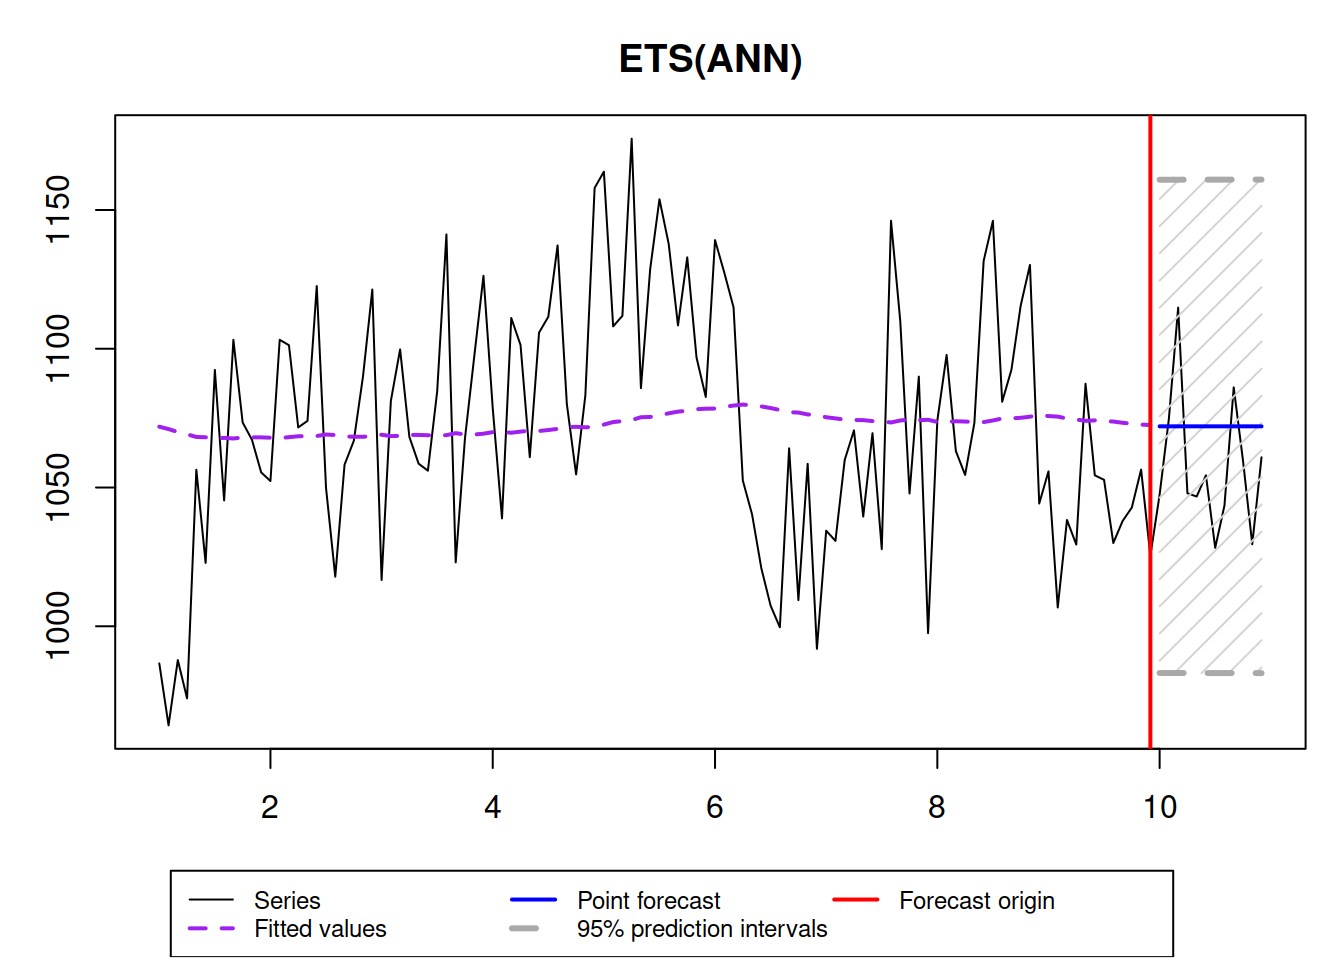 ETS(ANN)
1150
1100
1050
1000
2 4 6 8 10
Series Point forecast Forecast origin
Fitted values 95% prediction intervals